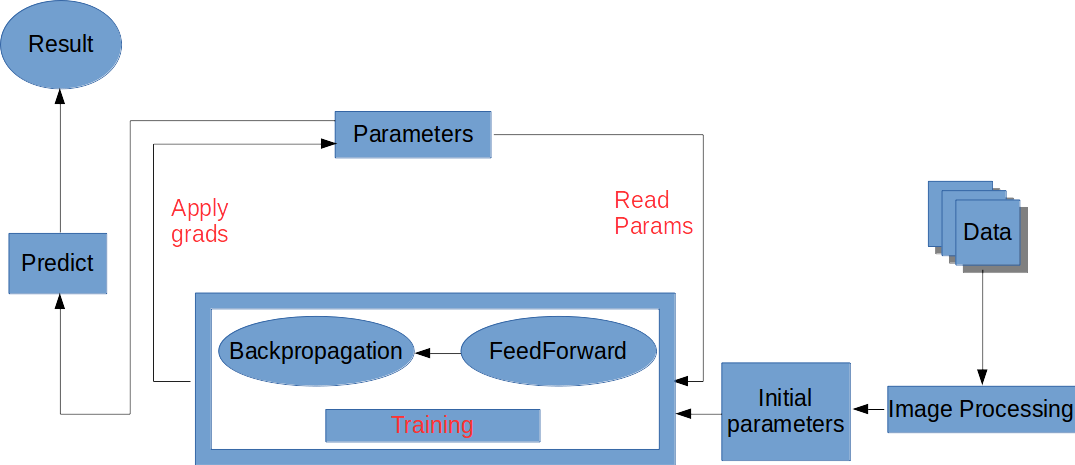 Result
Parameters
Apply
grads
Read
Params
Data
Predict
Backpropagation
FeedForward
Training
Initial
parameters
Image Processing